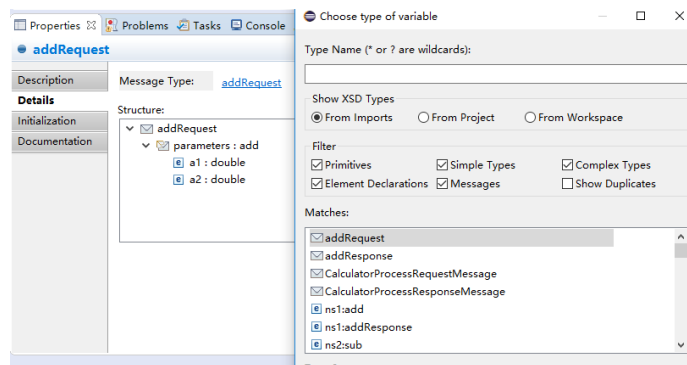 Properties Problems Tasks Console
addRequest
Description
Details
Initialization
Documentation
Message Type: addRequest
Structure:
addRequest
parameters : add
a1 : double
a2 : double
Choose type of variable
Type Name (* or ? are wildcards):
Show XSD Types
From Imports From Project From Workspace
Filter
Primitives Simple Types Complex Types
Element Declarations Messages Show Duplicates
Matches:
addRequest
addResponse
CalculatorProcessRequestMessage
CalculatorProcessResponseMessage
ns1:add
ns1:addResponse
ns2:sub